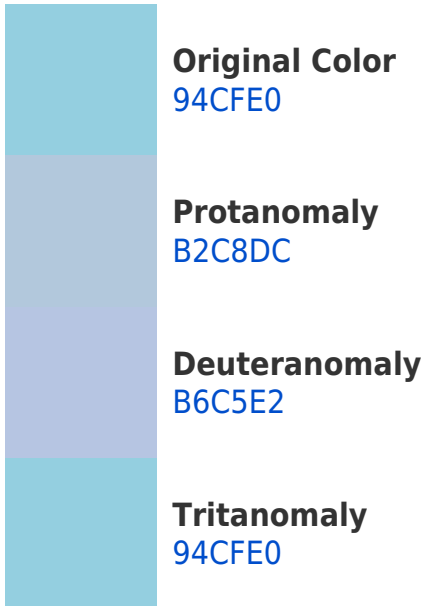 Original Color
94CFE0
Protanomaly
B2C8DC
Deuteranomaly
B6C5E2
Tritanomaly
94CFE0